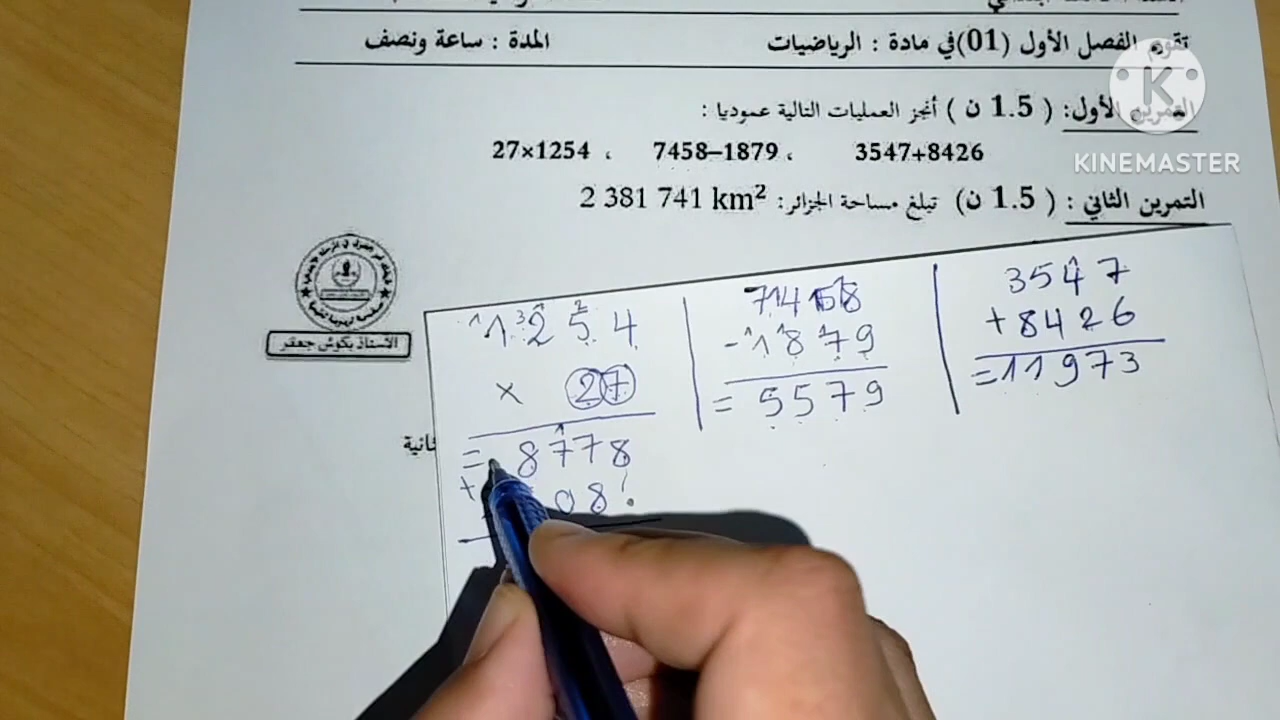 تقويم الفصل الأول (01) في مادة : الرياضيات المدة : ساعة ونصف
التمرين الأول: ( 1.5 ن ) أنجز العمليات التالية عموديا :
3547+8426 ، 7458–1879 ، 27×1254
التمرين الثاني : ( 1.5 ن) تبلغ مساحة الجزائر: 2 381 741 km²
KINEMASTER
الأستاذ بكوش جعفر
3547
+8426
=11973
7458
-1879
=5579
1254
× 27
= 8778
+ 08